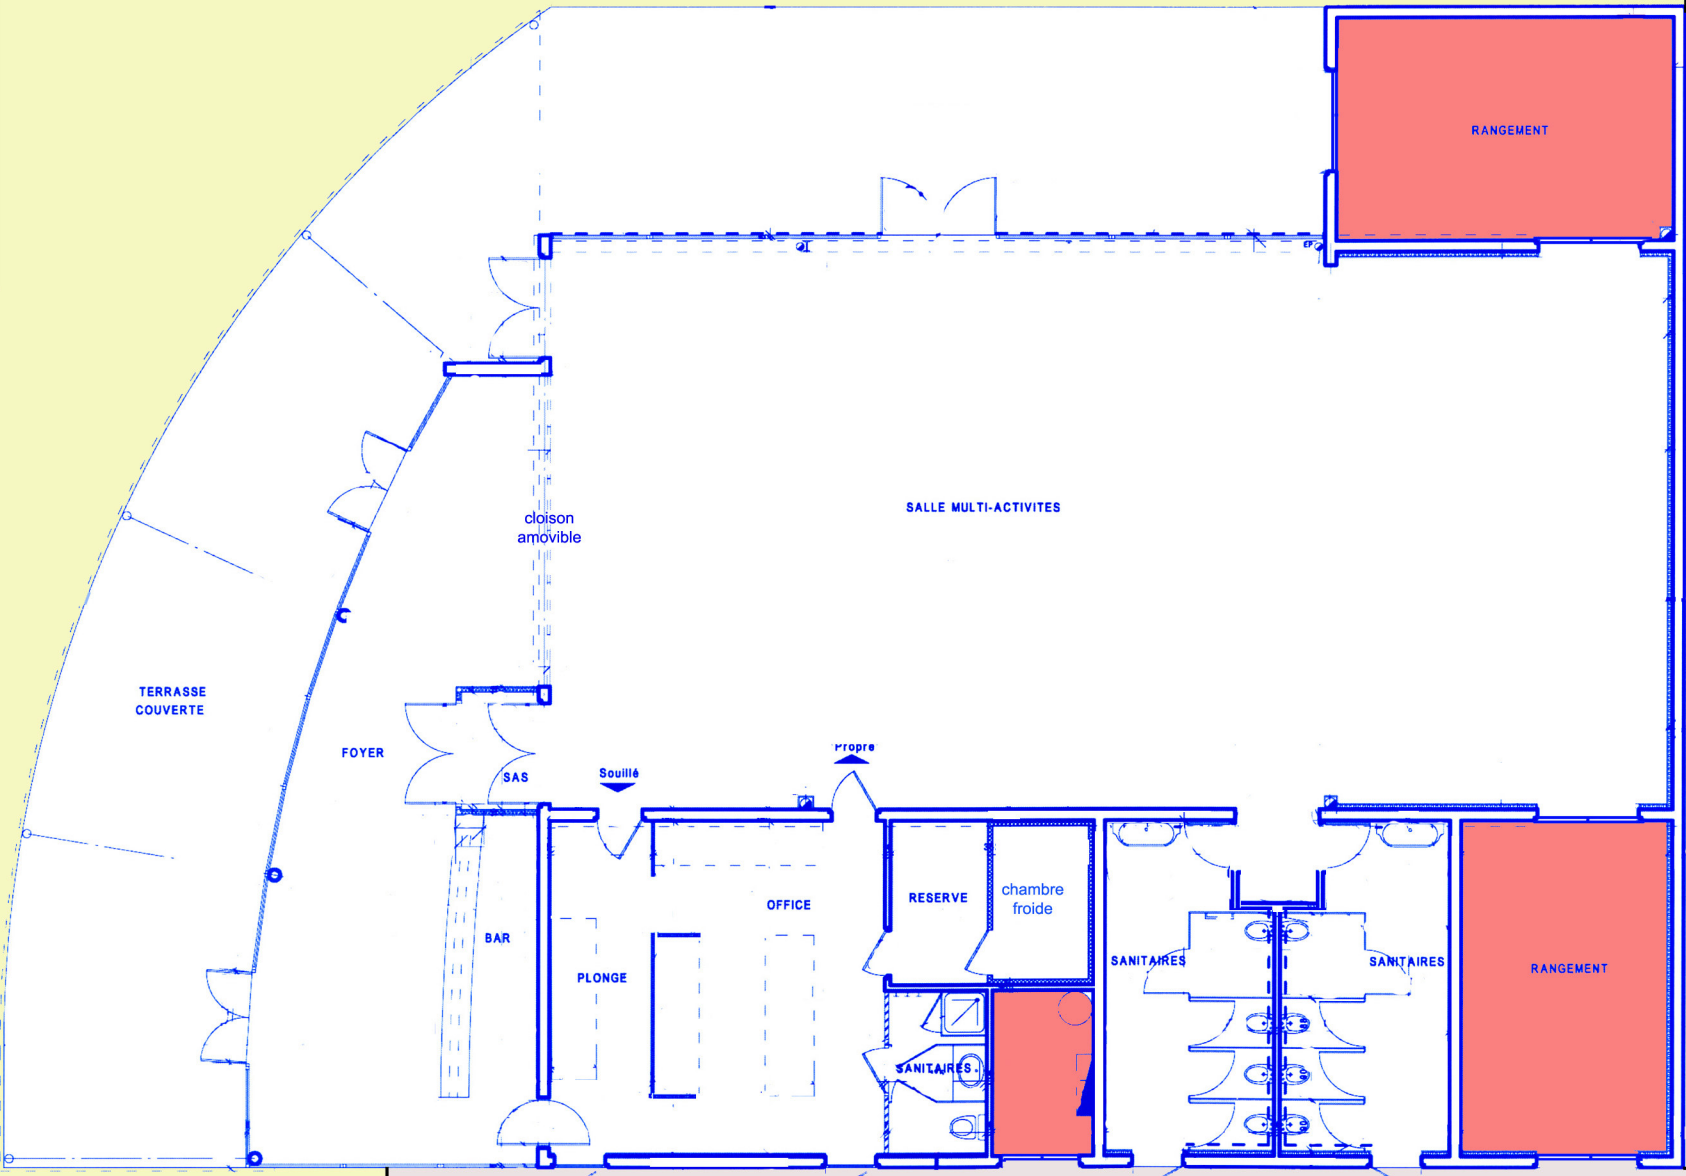 RANGEMENT
EP
SALLE MULTI-ACTIVITES
cloison
amovible
TERRASSE
COUVERTE
FOYER
SAS
Souillé
Propre
BAR
PLONGE
OFFICE
RESERVE
chambre
froide
SANITAIRES
SANITAIRES
SANITAIRES
RANGEMENT